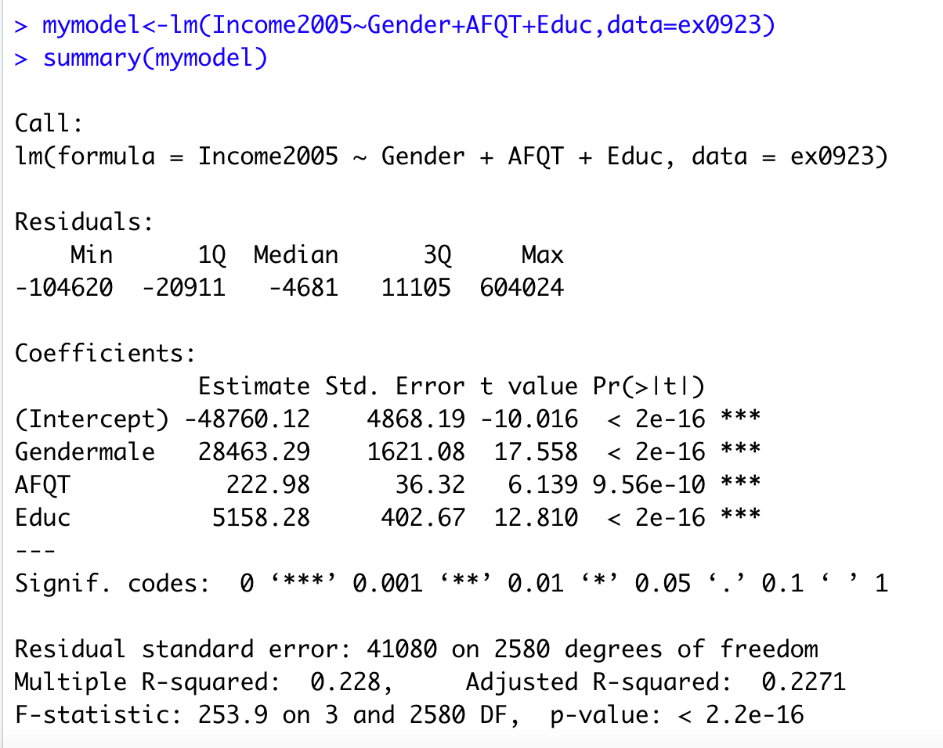 > mymodel<-lm(Income2005~Gender+AFQT+Educ,data=ex0923)
> summary(mymodel)
Call:
lm(formula = Income2005 ~ Gender + AFQT + Educ, data = ex0923)
Residuals:
    Min      1Q  Median      3Q     Max
-104620  -20911   -4681   11105  604024
Coefficients:
             Estimate Std. Error t value Pr(>|t|)
(Intercept) -48760.12    4868.19 -10.016  < 2e-16 ***
Gendermale   28463.29    1621.08  17.558  < 2e-16 ***
AFQT           222.98      36.32   6.139 9.56e-10 ***
Educ          5158.28     402.67  12.810  < 2e-16 ***
---
Signif. codes:  0 ‘***’ 0.001 ‘**’ 0.01 ‘*’ 0.05 ‘.’ 0.1 ‘ ’ 1
Residual standard error: 41080 on 2580 degrees of freedom
Multiple R-squared:  0.228,	Adjusted R-squared:  0.2271
F-statistic: 253.9 on 3 and 2580 DF,  p-value: < 2.2e-16